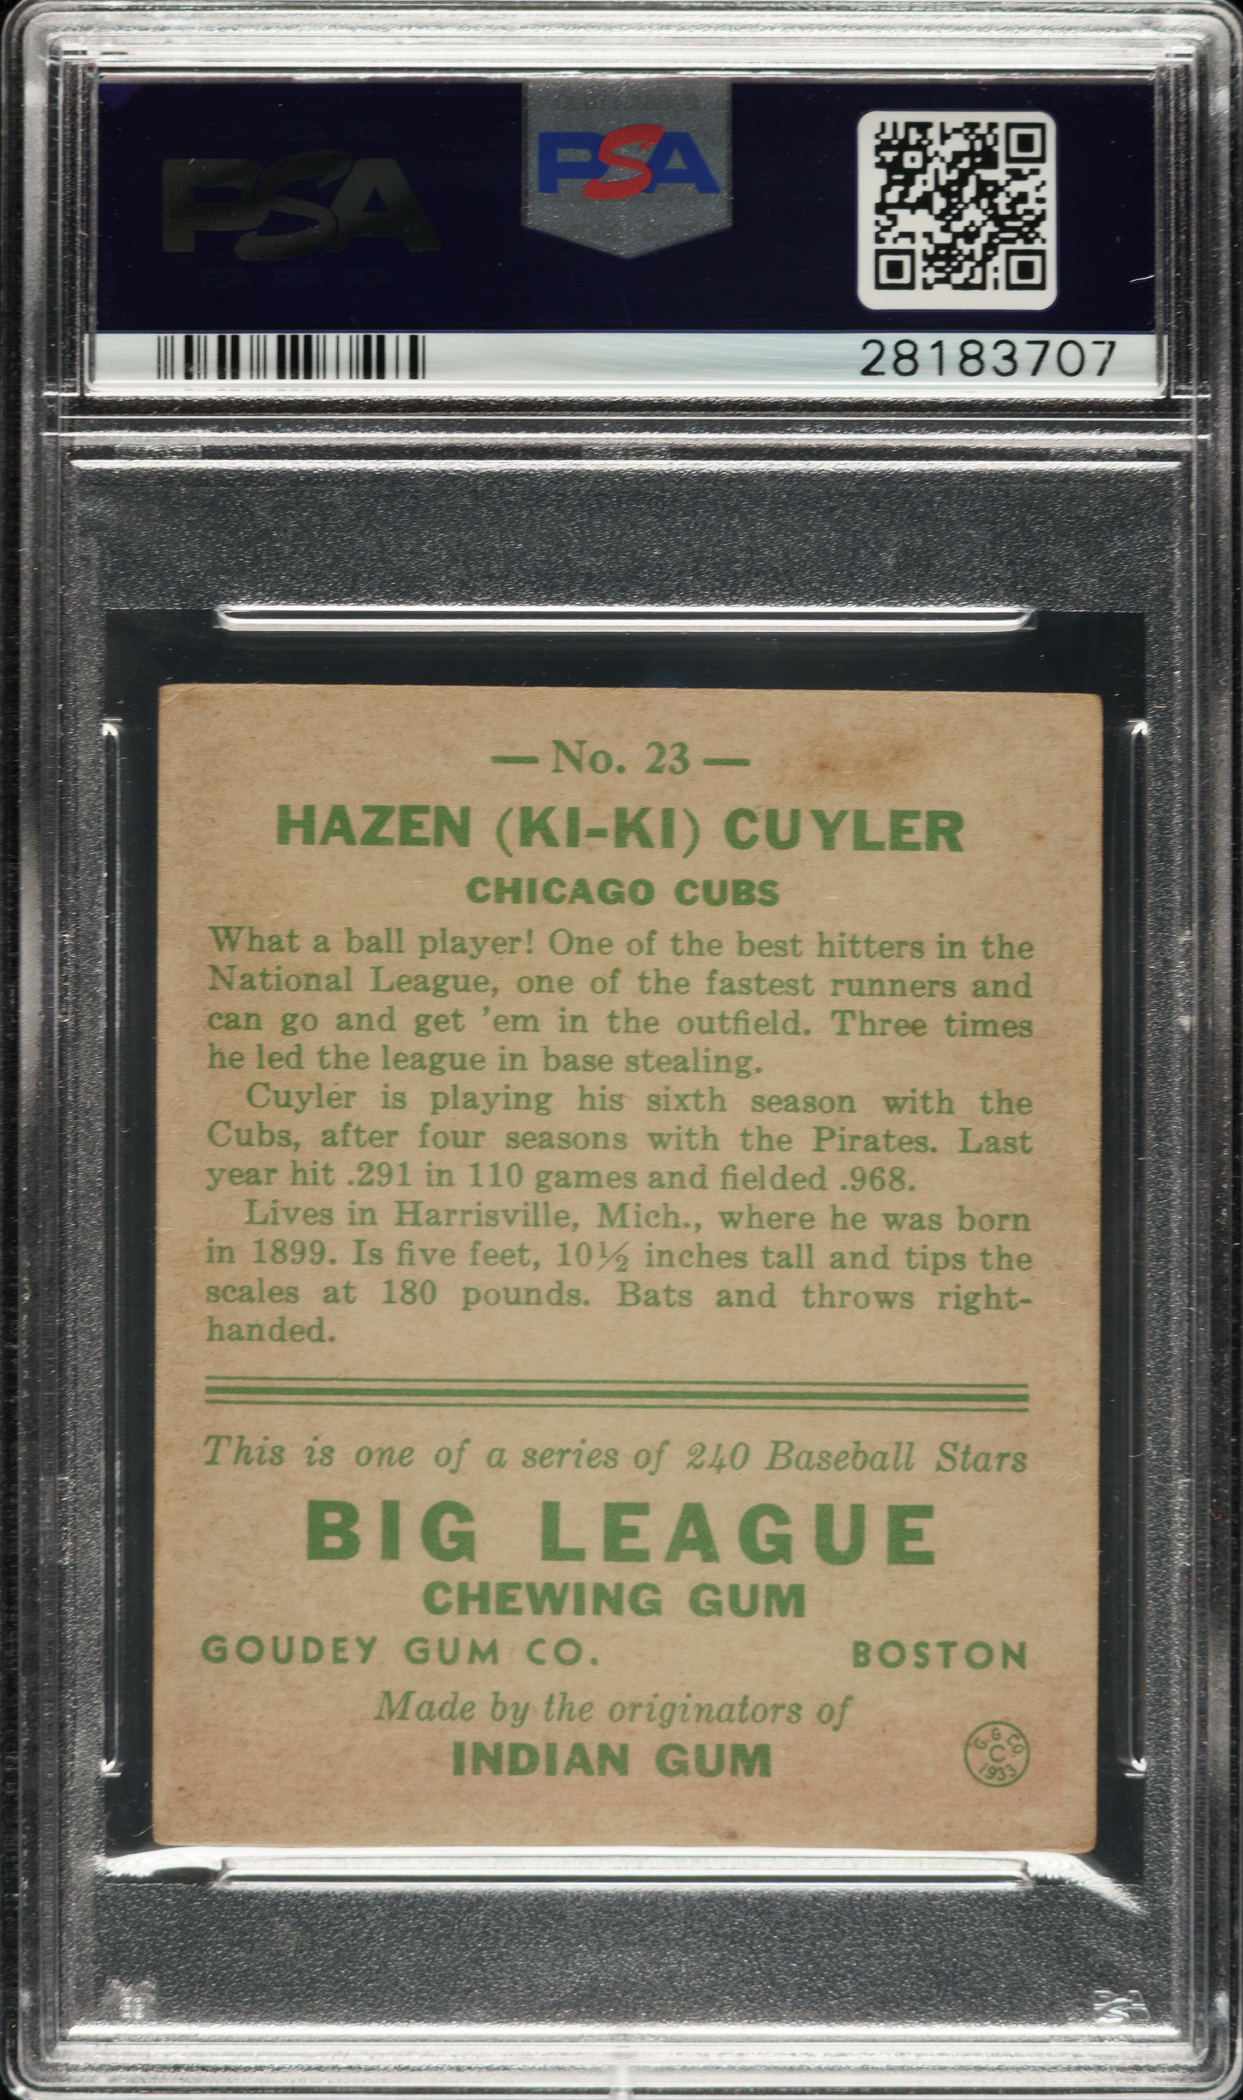 PSA
PSA
28183707
— No. 23 —
HAZEN (KI-KI) CUYLER
CHICAGO CUBS
What a ball player! One of the best hitters in the
National League, one of the fastest runners and
can go and get 'em in the outfield. Three times
he led the league in base stealing.
Cuyler is playing his sixth season with the
Cubs, after four seasons with the Pirates. Last
year hit .291 in 110 games and fielded .968.
Lives in Harrisville, Mich., where he was born
in 1899. Is five feet, 10½ inches tall and tips the
scales at 180 pounds. Bats and throws right-
handed.
This is one of a series of 240 Baseball Stars
BIG LEAGUE
CHEWING GUM
GOUDEY GUM CO. BOSTON
Made by the originators of
INDIAN GUM
G. G. CO.
C
1933